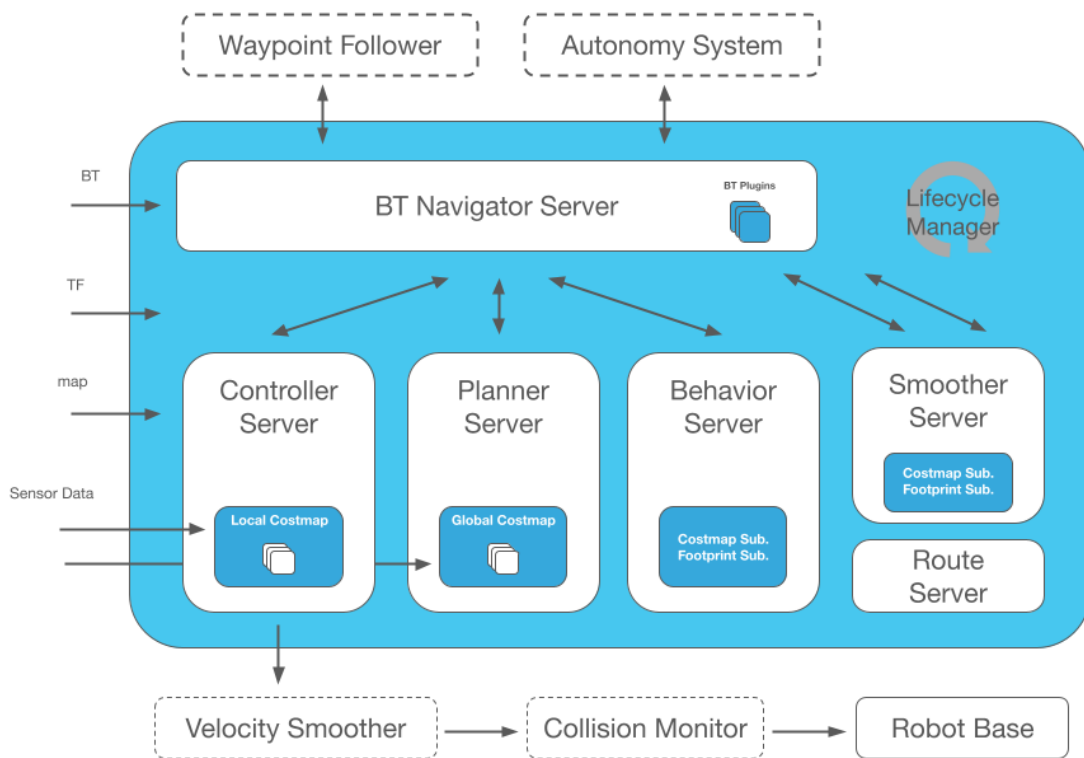 Waypoint Follower
Autonomy System
BT
BT Navigator Server
BT Plugins
Lifecycle
Manager
TF
map
Sensor Data
Controller
Server
Local Costmap
Planner
Server
Global Costmap
Behavior
Server
Costmap Sub.
Footprint Sub.
Smoother
Server
Costmap Sub.
Footprint Sub.
Route
Server
Velocity Smoother
Collision Monitor
Robot Base